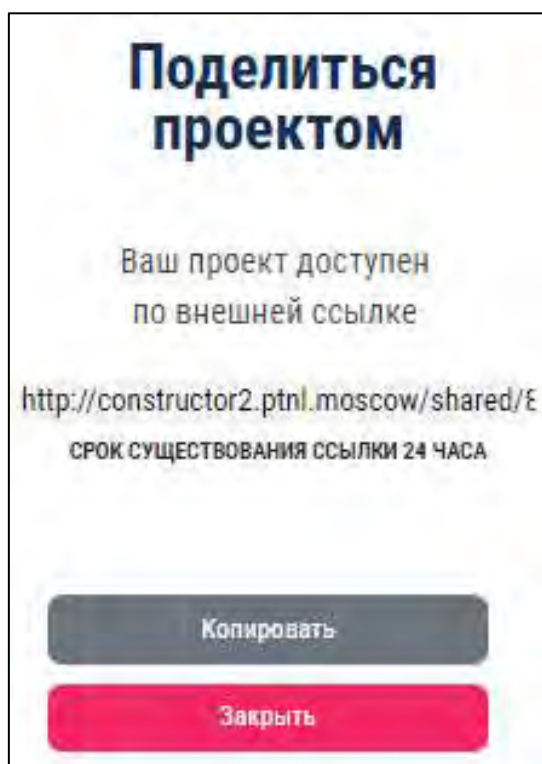 Поделиться
проектом
Ваш проект доступен
по внешней ссылке
http://constructor2.ptnl.moscow/shared/
СРОК СУЩЕСТВОВАНИЯ ССЫЛКИ 24 ЧАСА
Копировать
Закрыть